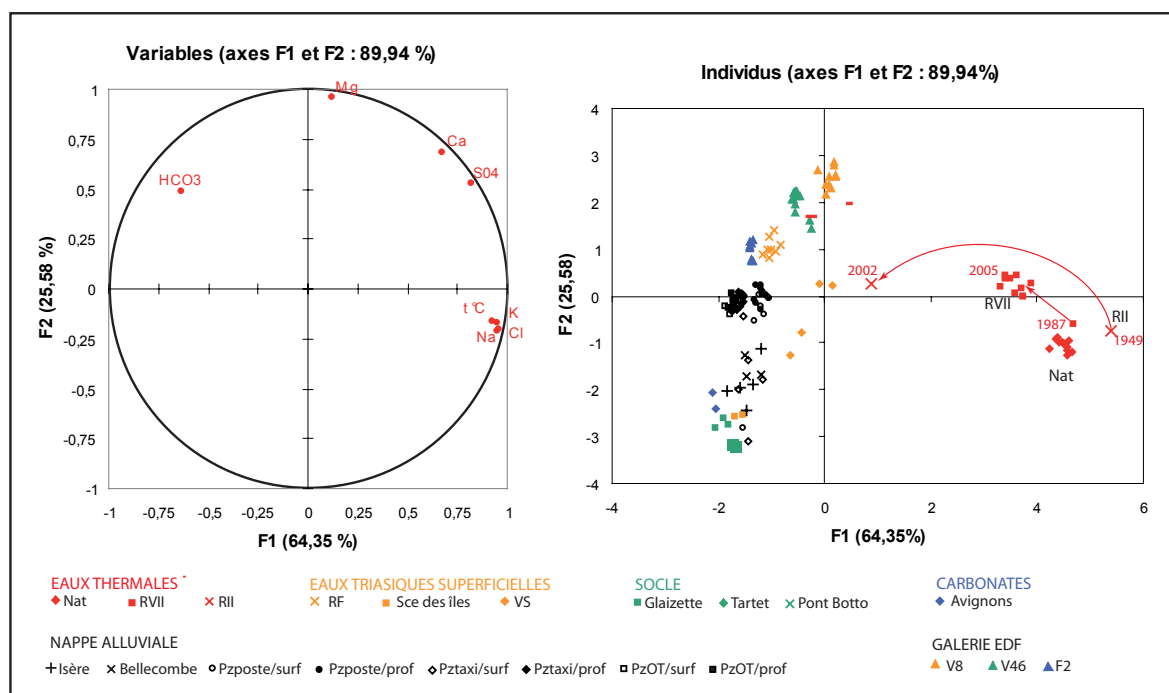 Variables (axes F1 et F2 : 89,94 %)
1
0,75
0,5
0,25
0
-0,25
-0,5
-0,75
-1
F2 (25,58 %)
Mg
Ca
S04
HCO3
t°C
K
Na
Cl
-1
-0,75
-0,5
-0,25
0
0,25
0,5
0,75
1
F1 (64,35 %)
Individus (axes F1 et F2 : 89,94%)
4
3
2
1
0
-1
-2
-3
-4
F2 (25,58)
2002
2005
RVII
1987
RII
1949
Nat
-4
-2
0
2
4
6
F1 (64,35%)
EAUX THERMALES
Nat
RVII
RII
EAUX TRIASIQUES SUPERFICIELLES
RF
Sce des îles
VS
SOCLE
Glaizette
Tartet
Pont Botto
CARBONATES
Avignons
NAPPE ALLUVIALE
Isère
Bellecombe
Pzposte/surf
Pzposte/prof
Pztaxi/surf
Pztaxi/prof
PzOT/surf
PzOT/prof
GALERIE EDF
V8
V46
F2